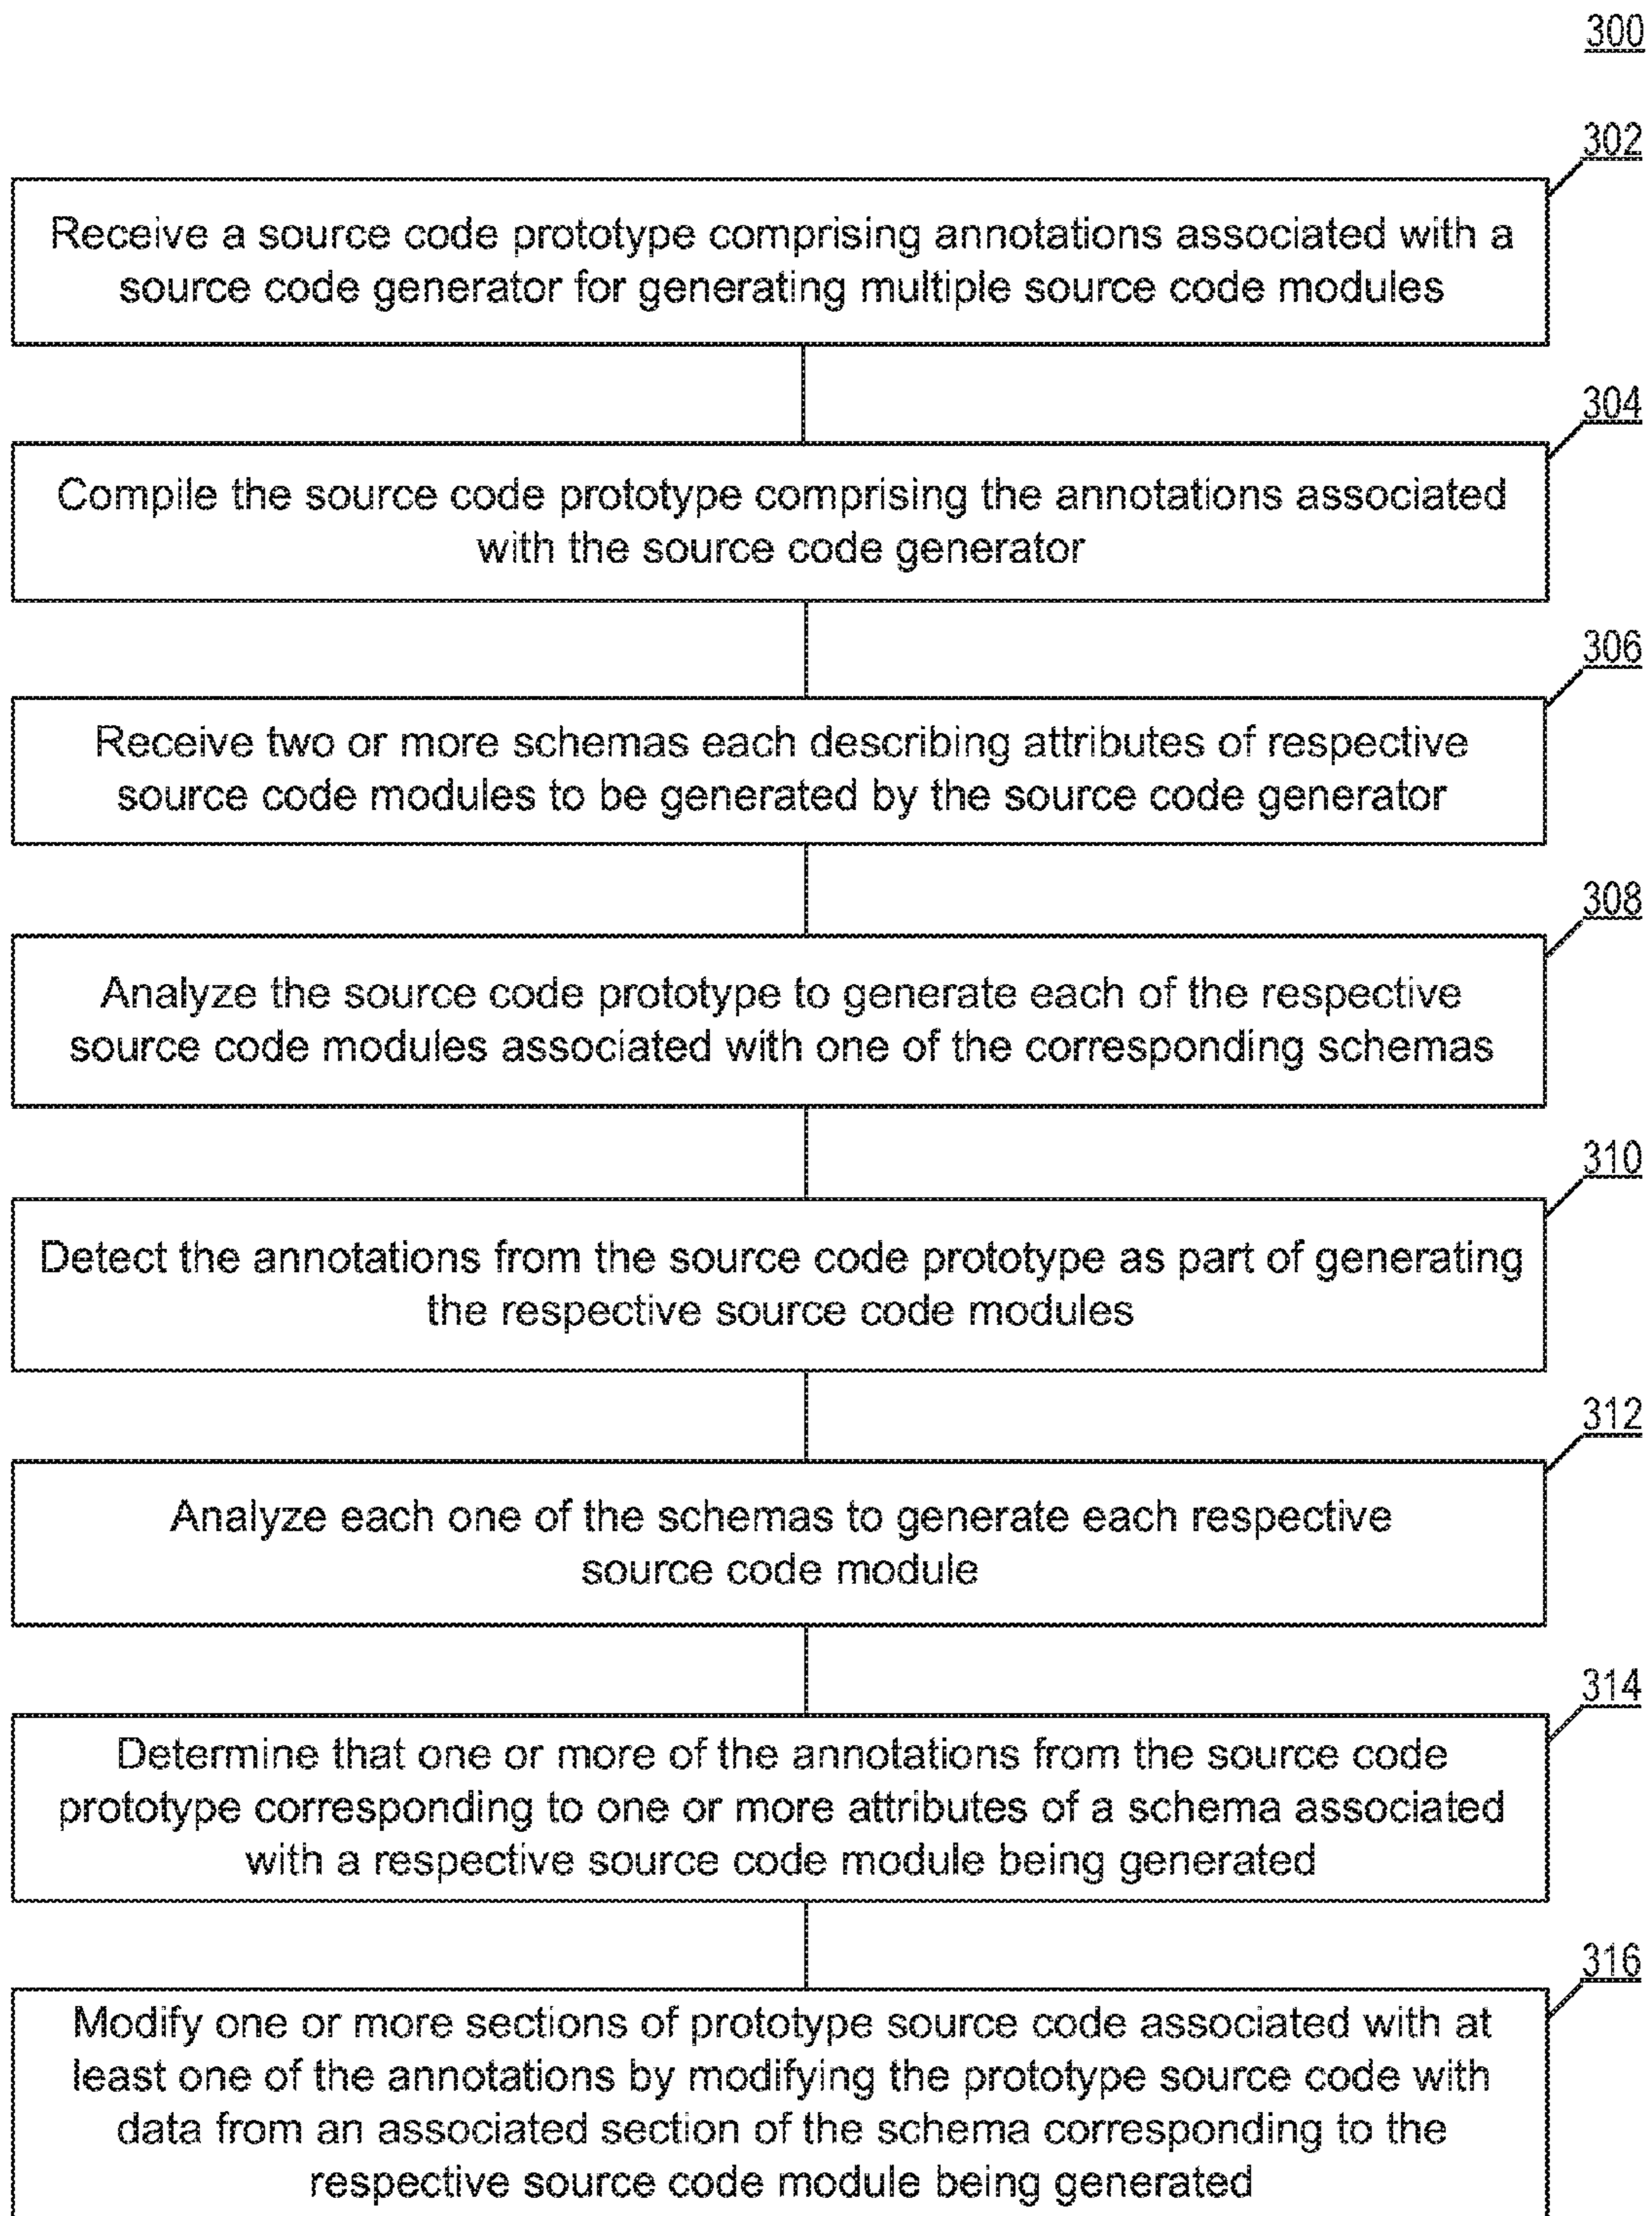 300
302
Receive a source code prototype comprising annotations associated with a
source code generator for generating multiple source code modules
304
Compile the source code prototype comprising the annotations associated
with the source code generator
306
Receive two or more schemas each describing attributes of respective
source code modules to be generated by the source code generator
308
Analyze the source code prototype to generate each of the respective
source code modules associated with one of the corresponding schemas
310
Detect the annotations from the source code prototype as part of generating
the respective source code modules
312
Analyze each one of the schemas to generate each respective
source code module
314
Determine that one or more of the annotations from the source code
prototype corresponding to one or more attributes of a schema associated
with a respective source code module being generated
316
Modify one or more sections of prototype source code associated with at
least one of the annotations by modifying the prototype source code with
data from an associated section of the schema corresponding to the
respective source code module being generated